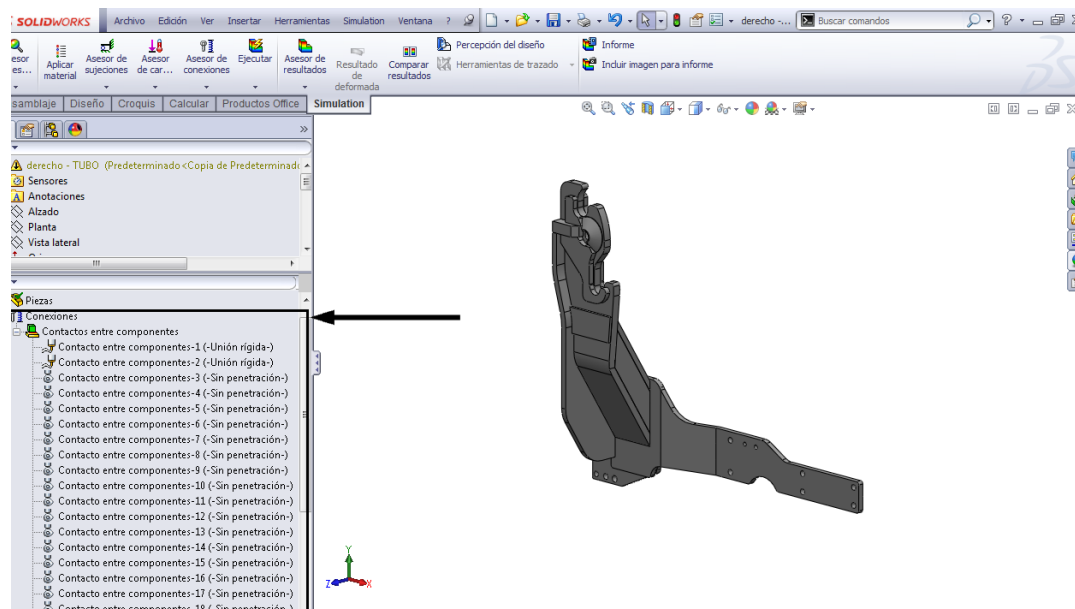 SOLIDWORKS Archivo Edición Ver Insertar Herramientas Simulation Ventana ? derecho -... Buscar comandos ?
Aplicar material
Asesor de sujeciones
Asesor de car...
Asesor de conexiones
Ejecutar
Asesor de resultados
Resultado de deformada
Comparar resultados
Percepción del diseño
Herramientas de trazado
Informe
Incluir imagen para informe
samblaje Diseño Croquis Calcular Productos Office Simulation
derecho - TUBO (Predeterminado<Copia de Predeterminad
Sensores
A Anotaciones
Alzado
Planta
Vista lateral
Piezas
Conexiones
Contactos entre componentes
Contacto entre componentes-1 (-Unión rígida-)
Contacto entre componentes-2 (-Unión rígida-)
Contacto entre componentes-3 (-Sin penetración-)
Contacto entre componentes-4 (-Sin penetración-)
Contacto entre componentes-5 (-Sin penetración-)
Contacto entre componentes-6 (-Sin penetración-)
Contacto entre componentes-7 (-Sin penetración-)
Contacto entre componentes-8 (-Sin penetración-)
Contacto entre componentes-9 (-Sin penetración-)
Contacto entre componentes-10 (-Sin penetración-)
Contacto entre componentes-11 (-Sin penetración-)
Contacto entre componentes-12 (-Sin penetración-)
Contacto entre componentes-13 (-Sin penetración-)
Contacto entre componentes-14 (-Sin penetración-)
Contacto entre componentes-15 (-Sin penetración-)
Contacto entre componentes-16 (-Sin penetración-)
Contacto entre componentes-17 (-Sin penetración-)
Contacto entre componentes-18 (-Sin penetración-)
Y
Z X